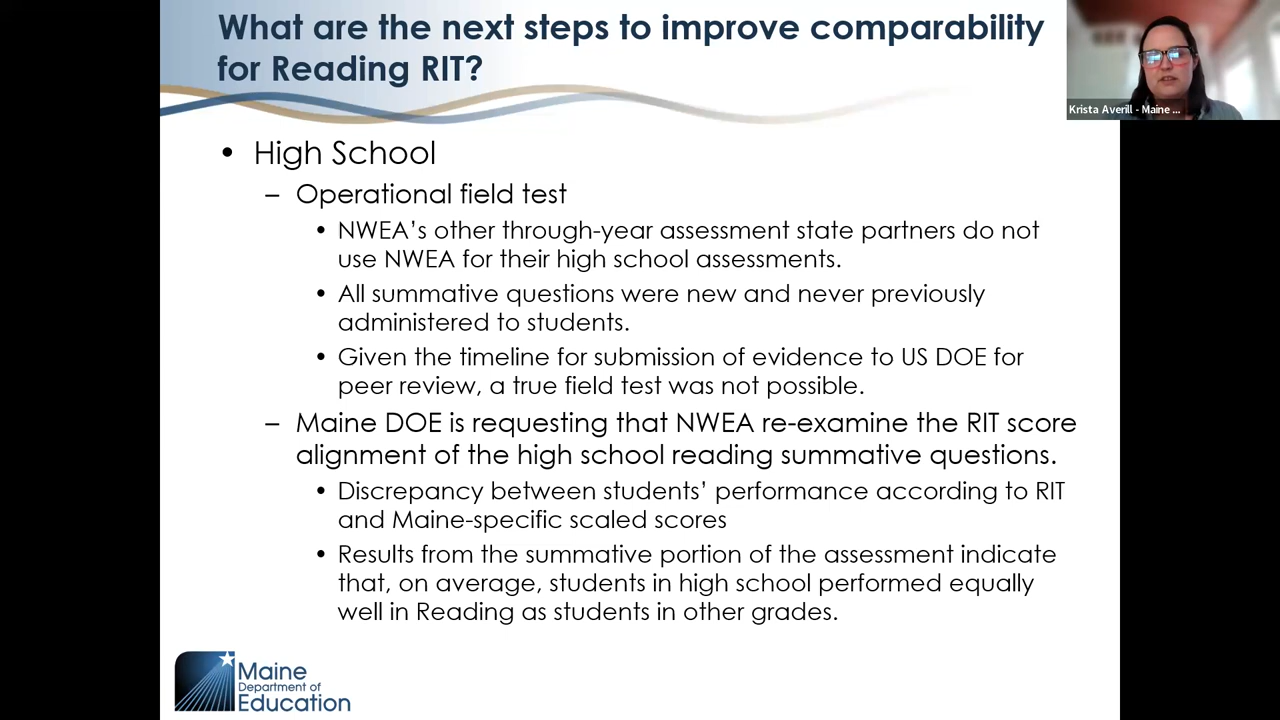 What are the next steps to improve comparability
for Reading RIT?
Krista Averill - Maine ...
• High School
– Operational field test
• NWEA’s other through-year assessment state partners do not
use NWEA for their high school assessments.
• All summative questions were new and never previously
administered to students.
• Given the timeline for submission of evidence to US DOE for
peer review, a true field test was not possible.
– Maine DOE is requesting that NWEA re-examine the RIT score
alignment of the high school reading summative questions.
• Discrepancy between students’ performance according to RIT
and Maine-specific scaled scores
• Results from the summative portion of the assessment indicate
that, on average, students in high school performed equally
well in Reading as students in other grades.
Maine
Department of
Education